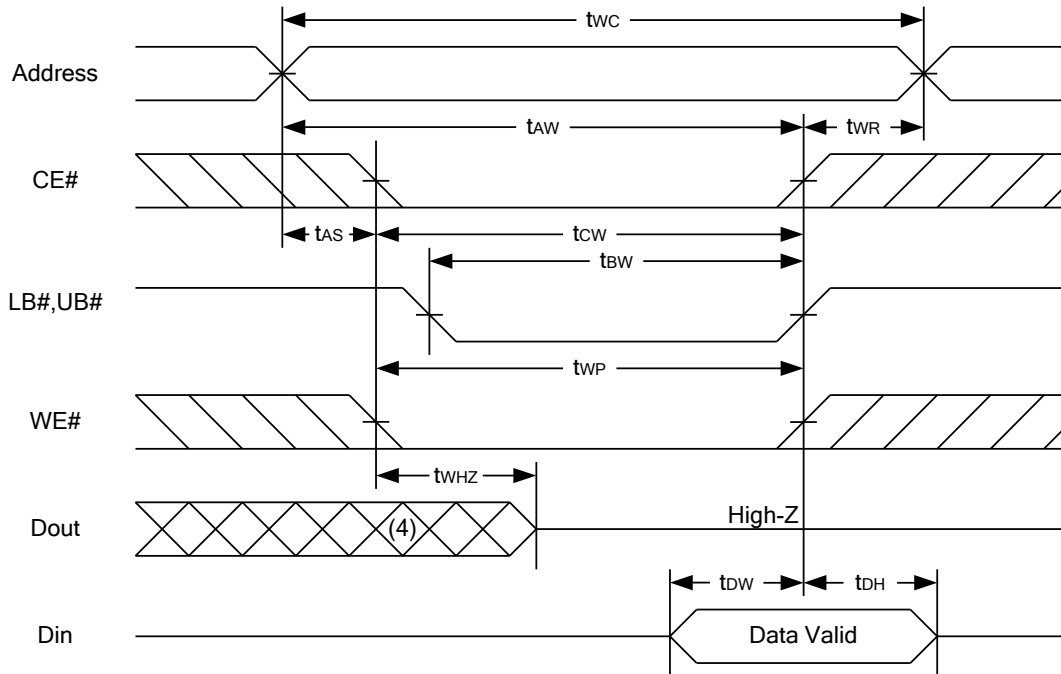 tWC
Address
tAW
tWR
CE#
tAS
tCW
tBW
LB#,UB#
tWP
WE#
tWHZ
Dout
(4)
High-Z
tDW
tDH
Din
Data Valid